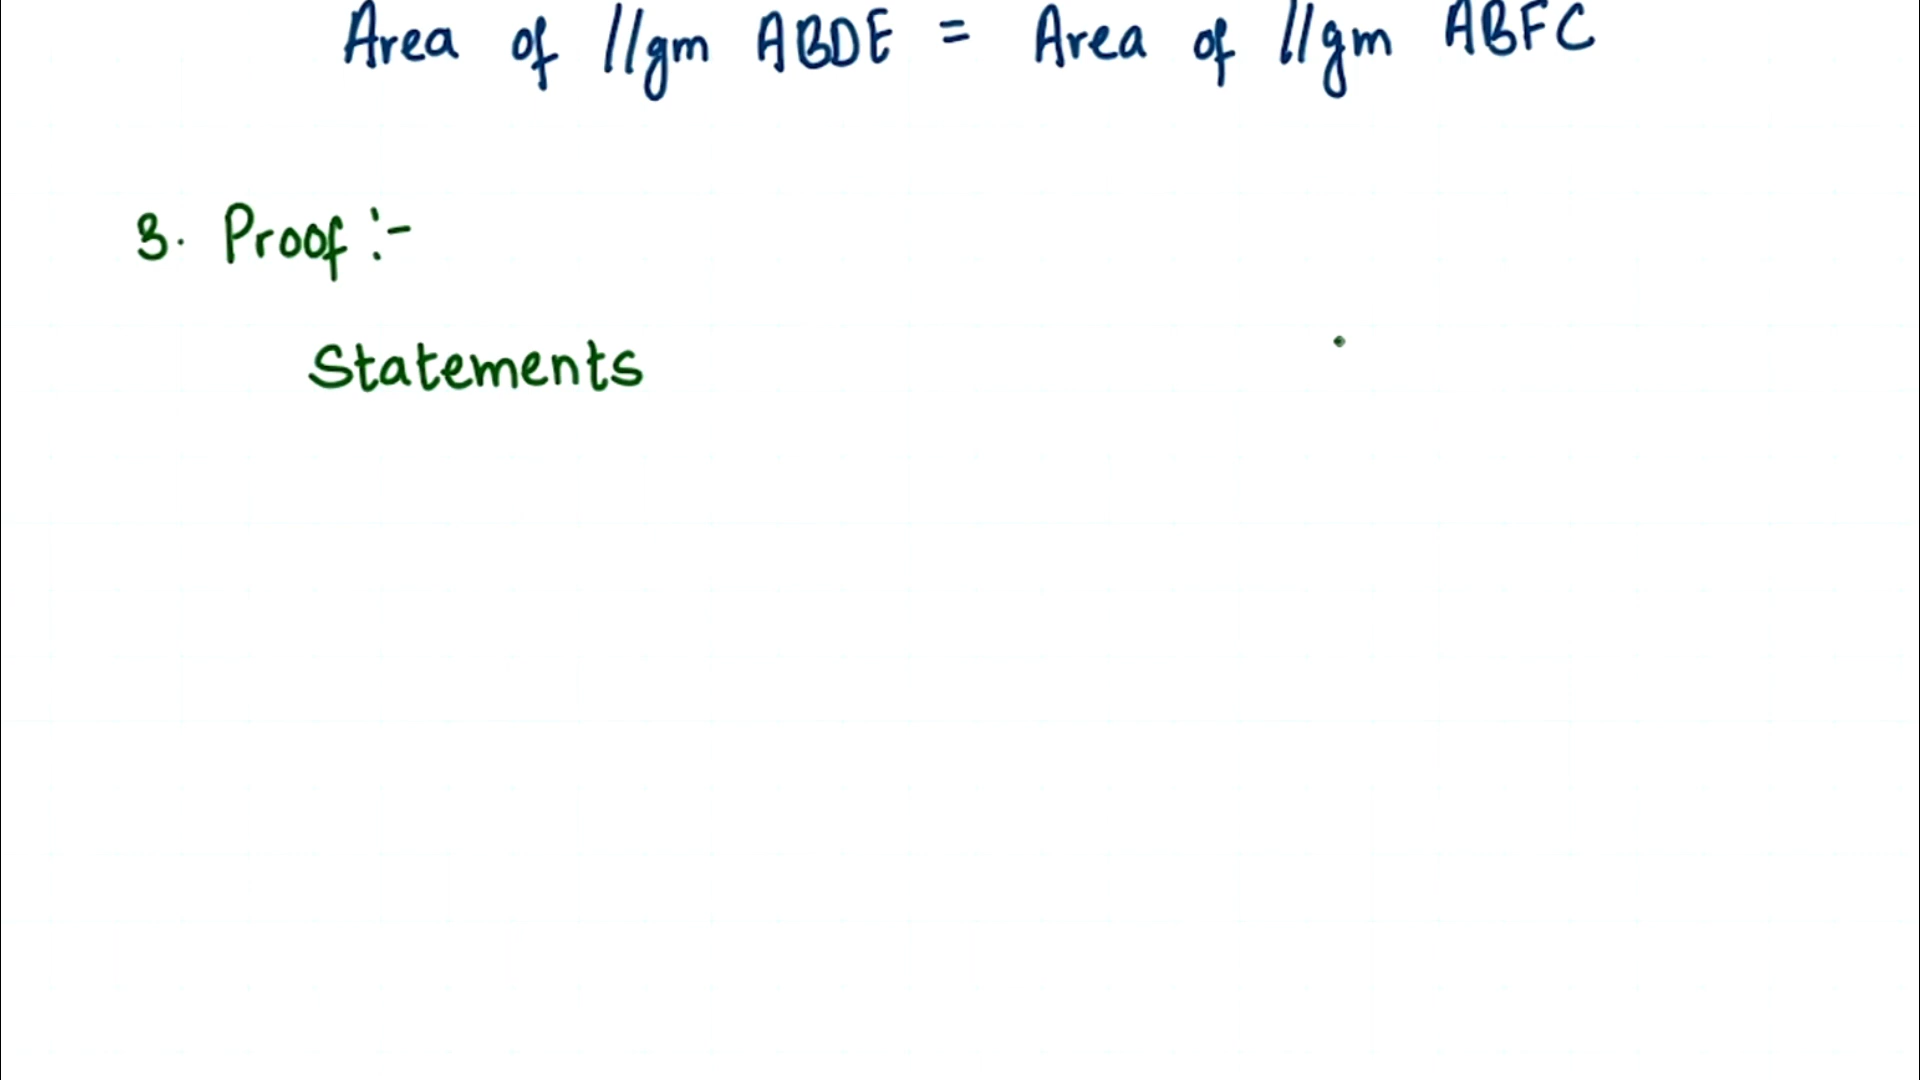 Area of //gm ABDE = Area of //gm ABFC
3. Proof :-
Statements